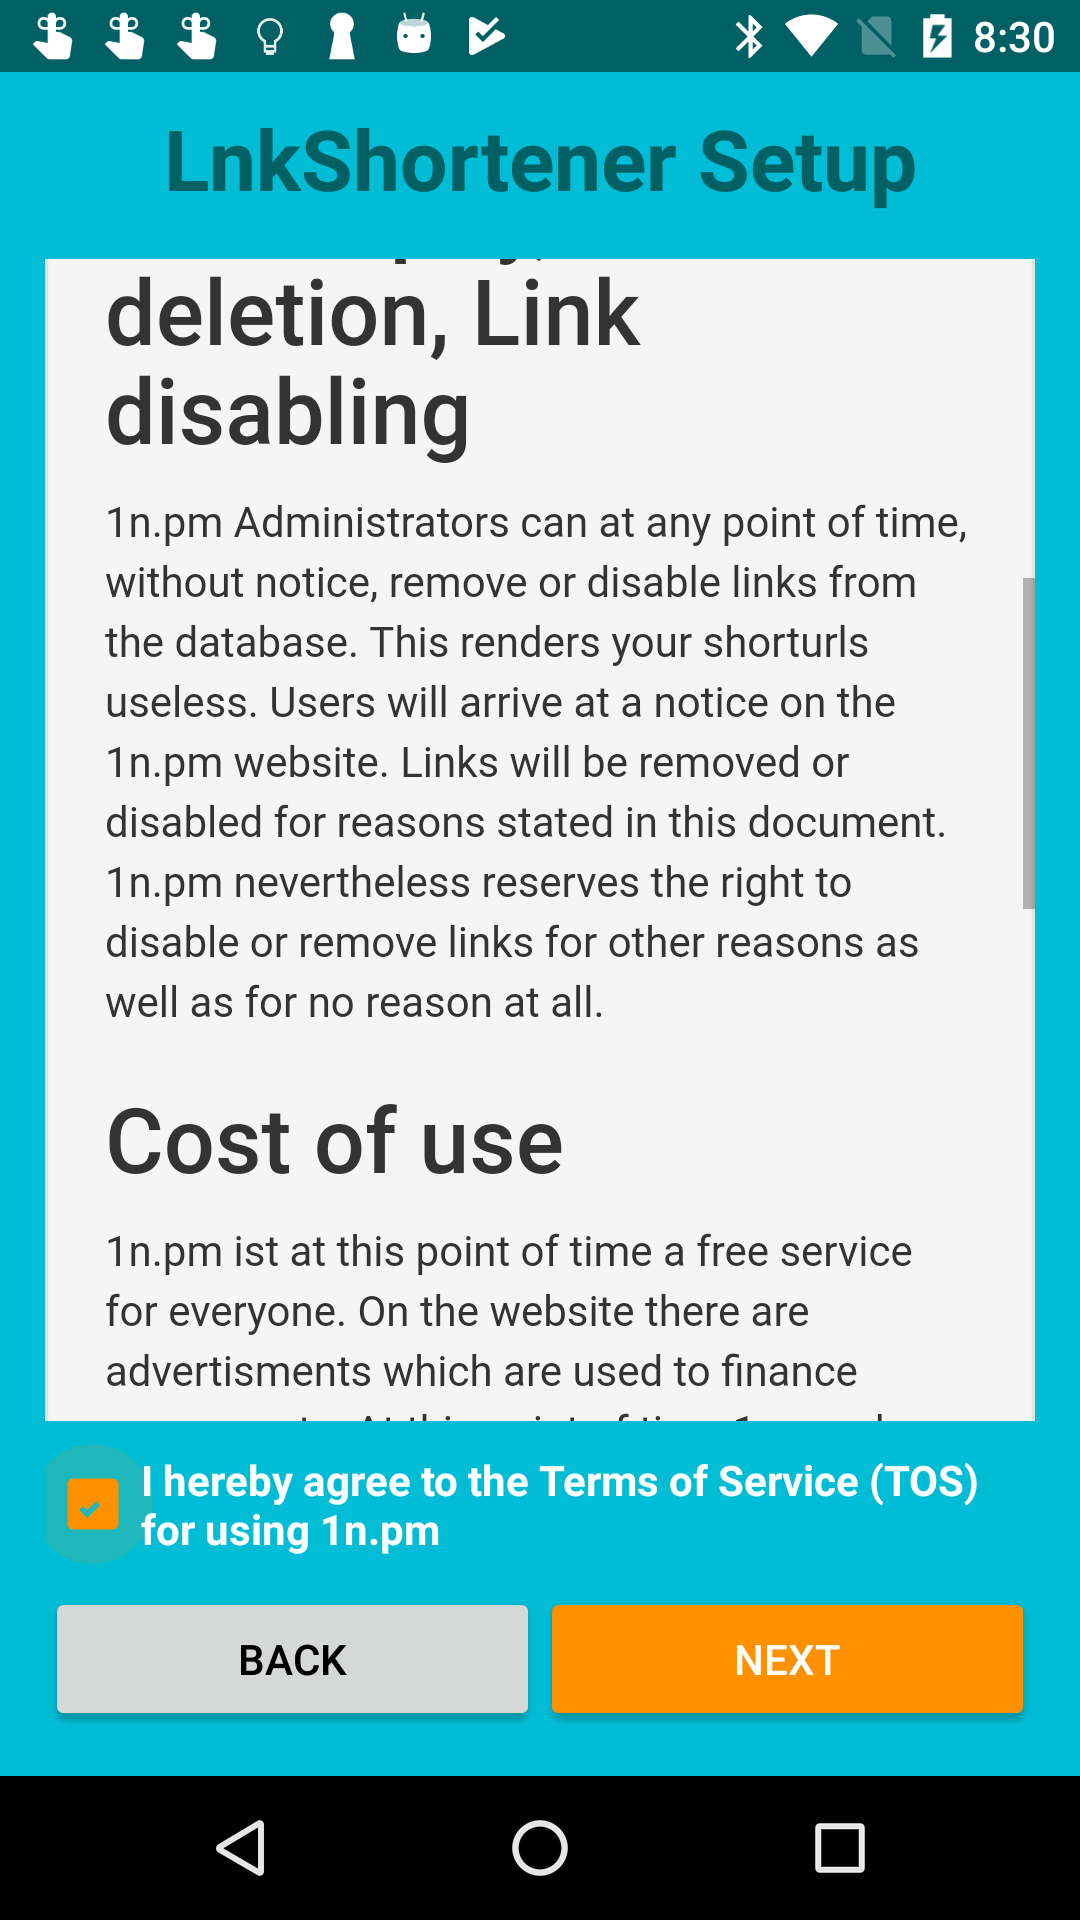 8:30
LnkShortener Setup
deletion, Link
disabling
1n.pm Administrators can at any point of time,
without notice, remove or disable links from
the database. This renders your shorturls
useless. Users will arrive at a notice on the
1n.pm website. Links will be removed or
disabled for reasons stated in this document.
1n.pm nevertheless reserves the right to
disable or remove links for other reasons as
well as for no reason at all.
Cost of use
1n.pm ist at this point of time a free service
for everyone. On the website there are
advertisments which are used to finance
I hereby agree to the Terms of Service (TOS)
for using 1n.pm
BACK
NEXT